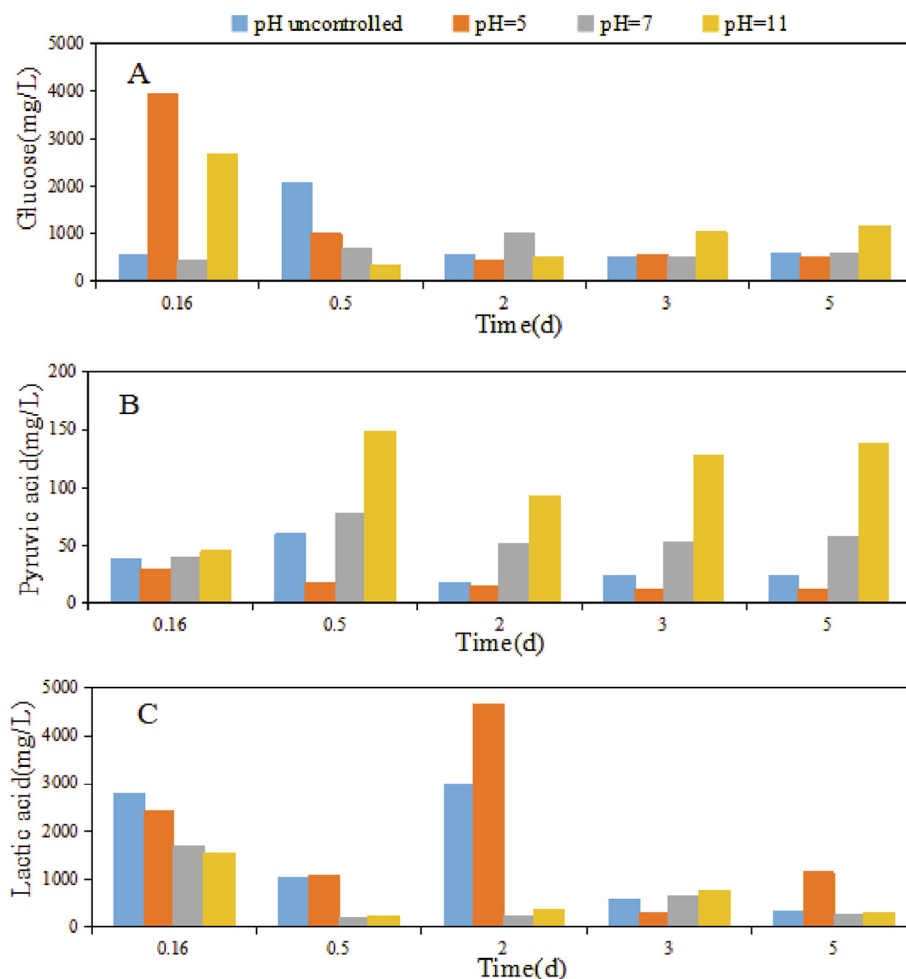 pH uncontrolled pH=5 pH=7 pH=11
A
Glucose(mg/L)
5000
4000
3000
2000
1000
0
0.16 0.5 2 3 5
Time(d)
B
Pyruvic acid(mg/L)
200
150
100
50
0
0.16 0.5 2 3 5
Time(d)
C
Lactic acid(mg/L)
5000
4000
3000
2000
1000
0
0.16 0.5 2 3 5
Time(d)